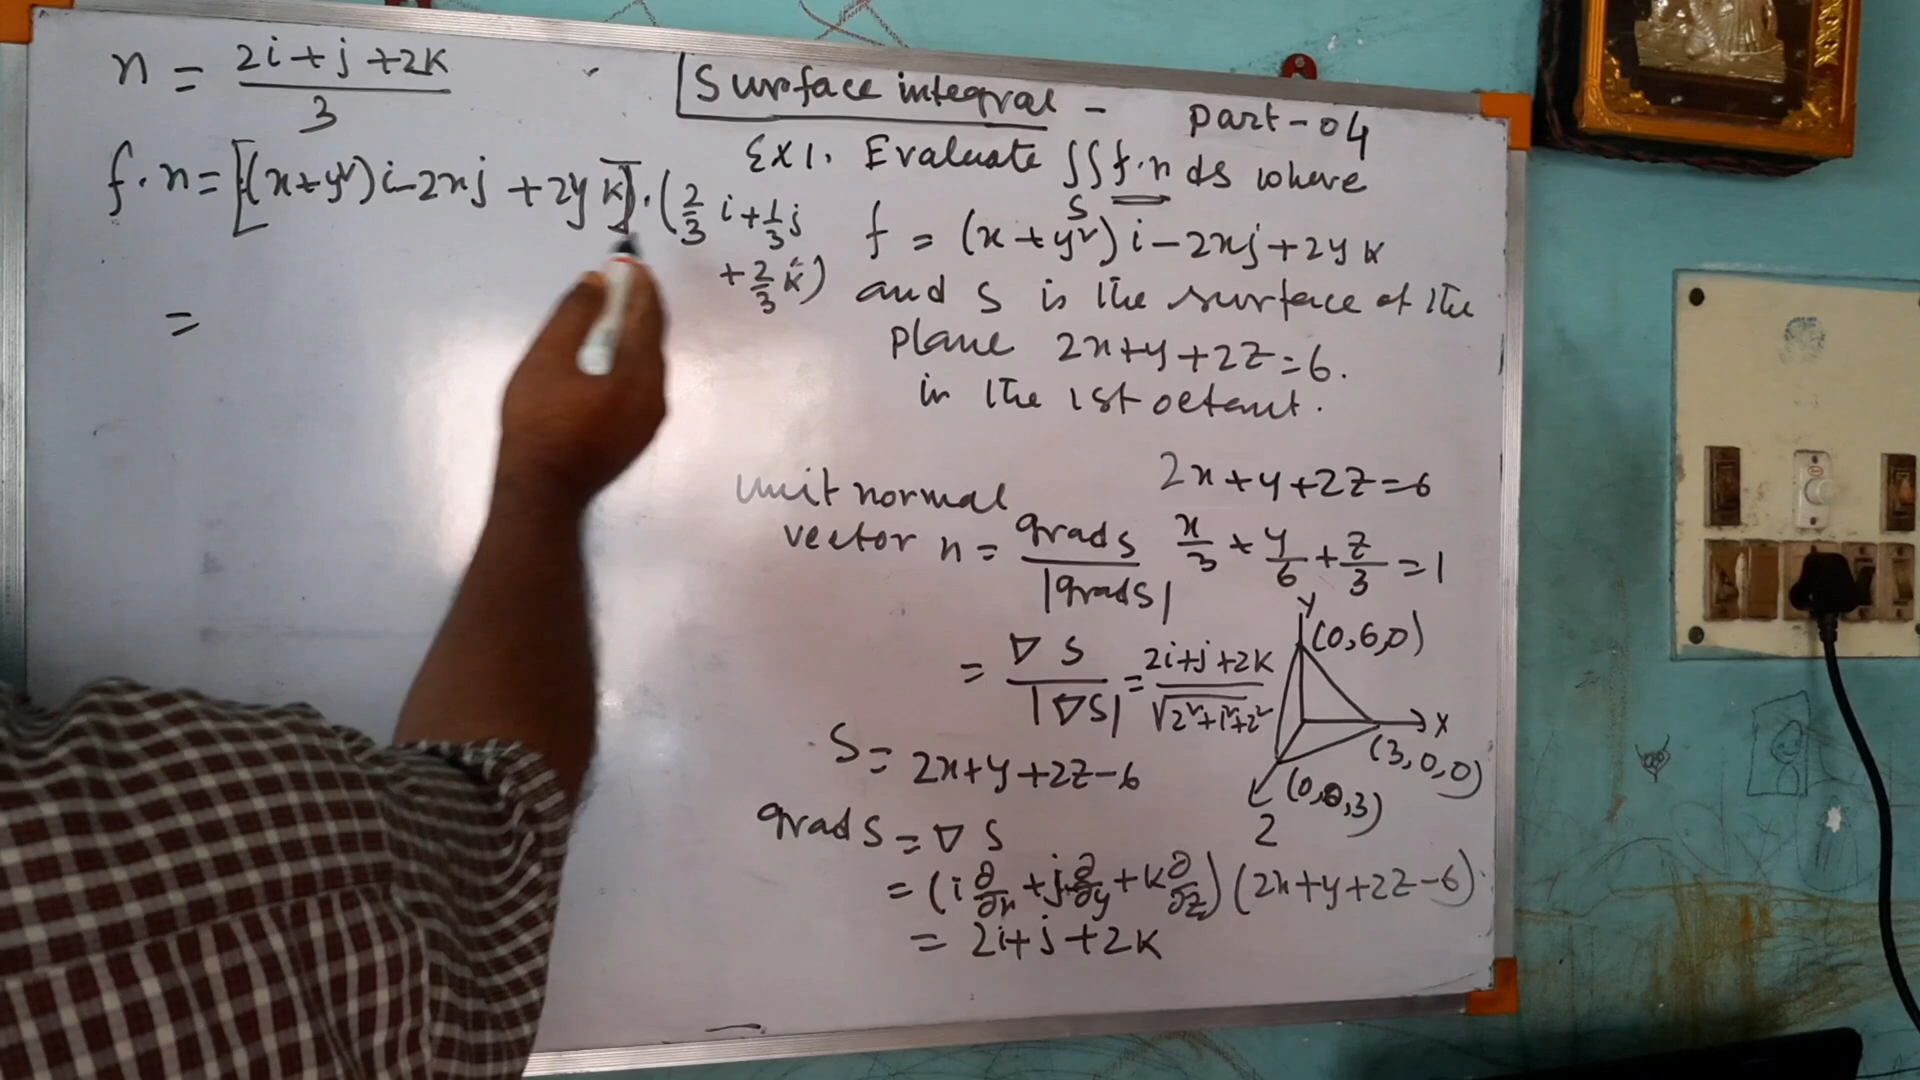 n = 2i+j+2k / 3
f·n = [(x+y²)i-2xj+2yk]·(2/3 i+1/3 j
+2/3 k)
=
Surface integral - part-04
Ex1. Evaluate ∬f·n ds where
S
f = (x+y²)i-2xj+2yk
and S is the surface of the
plane 2x+y+2z=6.
in the 1st octant.
2x+y+2z=6
unit normal
vector n = grad s / |grad s|
x/3 + y/6 + z/3 = 1
= ∇S / |∇S| = 2i+j+2k / √2²+1²+2²
y
(0,6,0)
x
(3,0,0)
(0,0,3)
z
S = 2x+y+2z-6
grad S = ∇S
= (i ∂/∂x + j ∂/∂y + k ∂/∂z)(2x+y+2z-6)
= 2i+j+2k